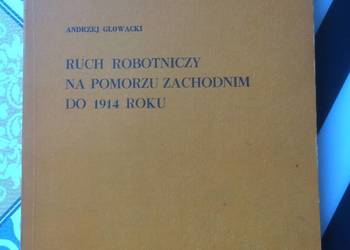 ANDRZEJ GŁOWACKI
RUCH ROBOTNICZY
NA POMORZU ZACHODNIM
DO 1914 ROKU